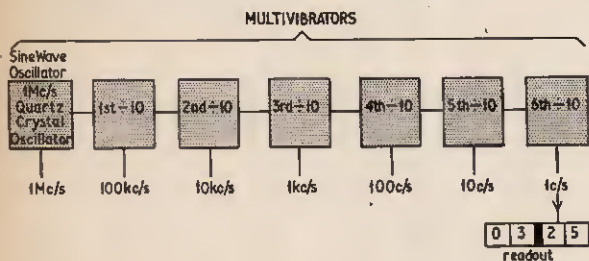 MULTIVIBRATORS
SineWave
Oscillator
1Mc/s
Quartz
Crystal
Oscillator
1st÷10
2nd÷10
3rd÷10
4th÷10
5th÷10
6th÷10
1Mc/s
100kc/s
10kc/s
1kc/s
100c/s
10c/s
1c/s
0 3 2 5
readout